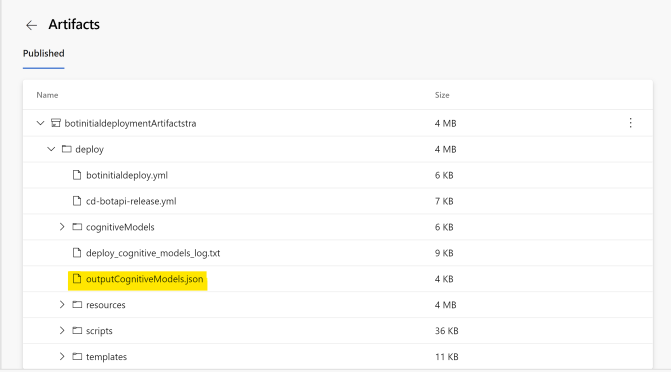 Artifacts
Published
Name Size
botinitialdeploymentArtifactstra 4 MB
deploy 4 MB
botinitialdeploy.yml 6 KB
cd-botapi-release.yml 7 KB
cognitiveModels 6 KB
deploy_cognitive_models_log.txt 9 KB
outputCognitiveModels.json 4 KB
resources 4 MB
scripts 36 KB
templates 11 KB